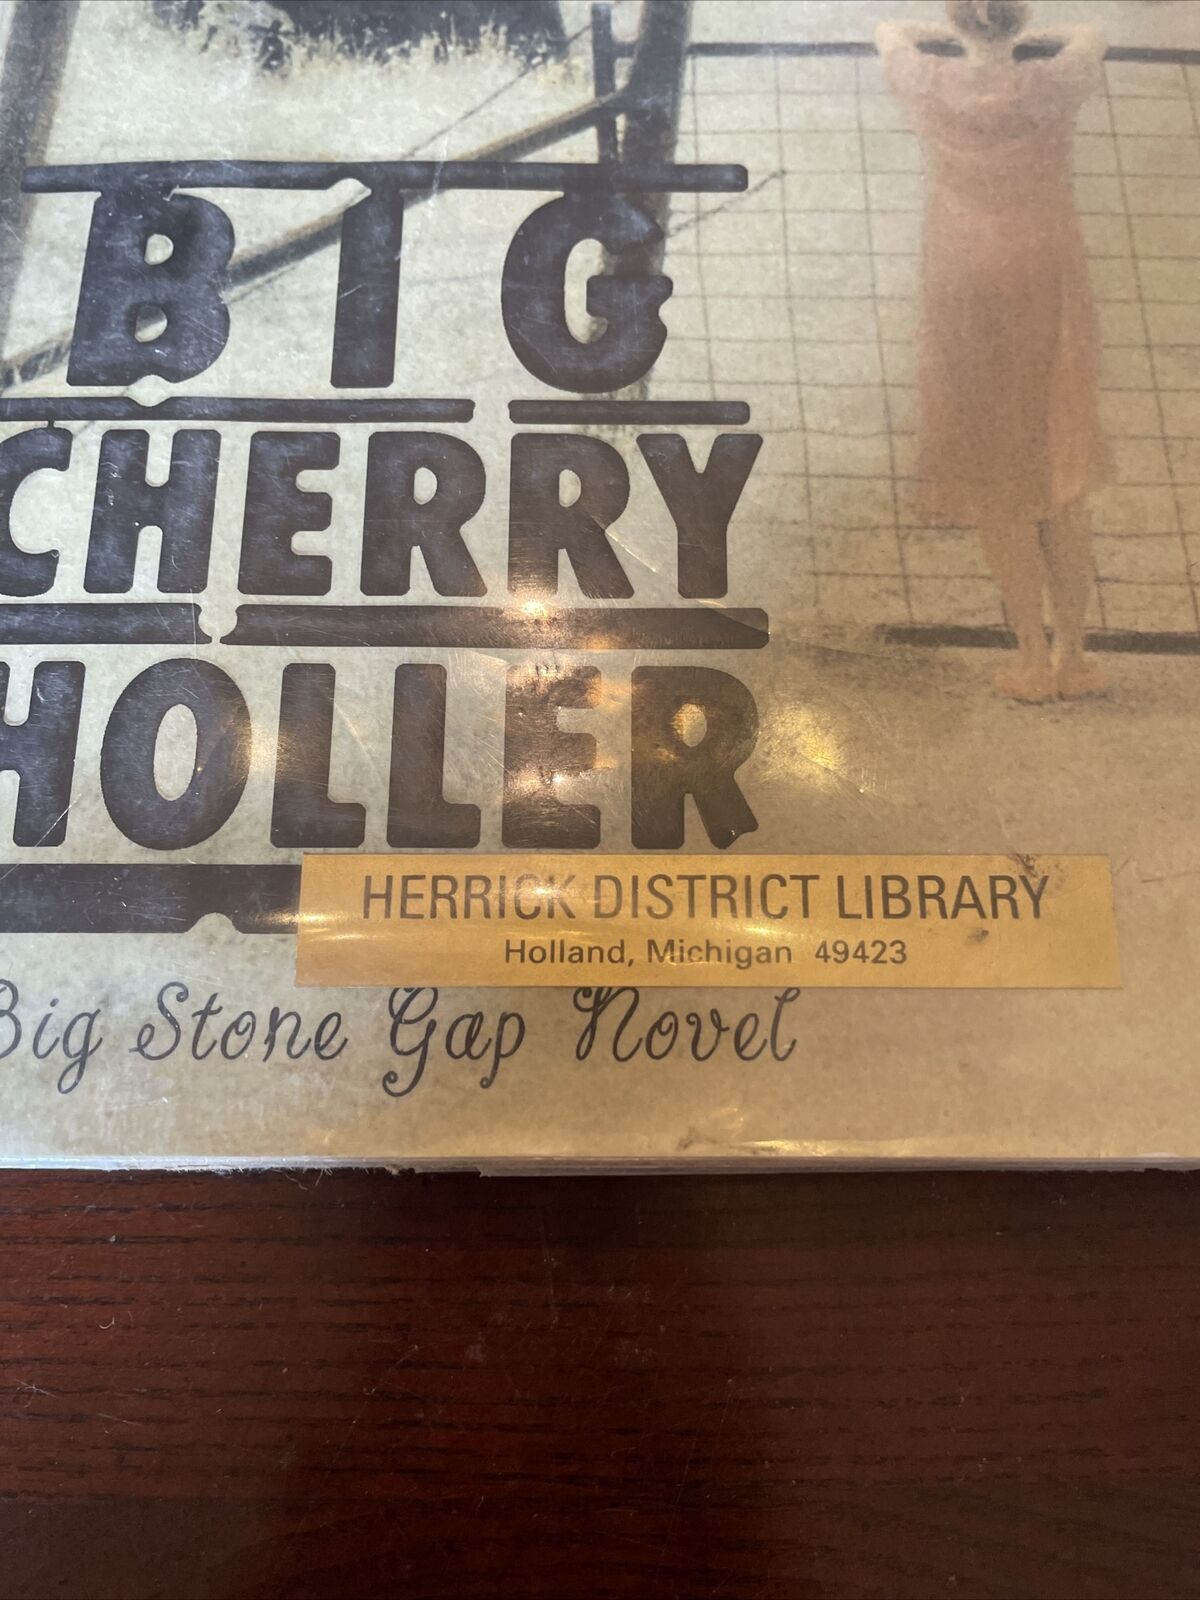 BIG
CHERRY
HOLLER
HERRICK DISTRICT LIBRARY
Holland, Michigan 49423
Big Stone Gap Novel